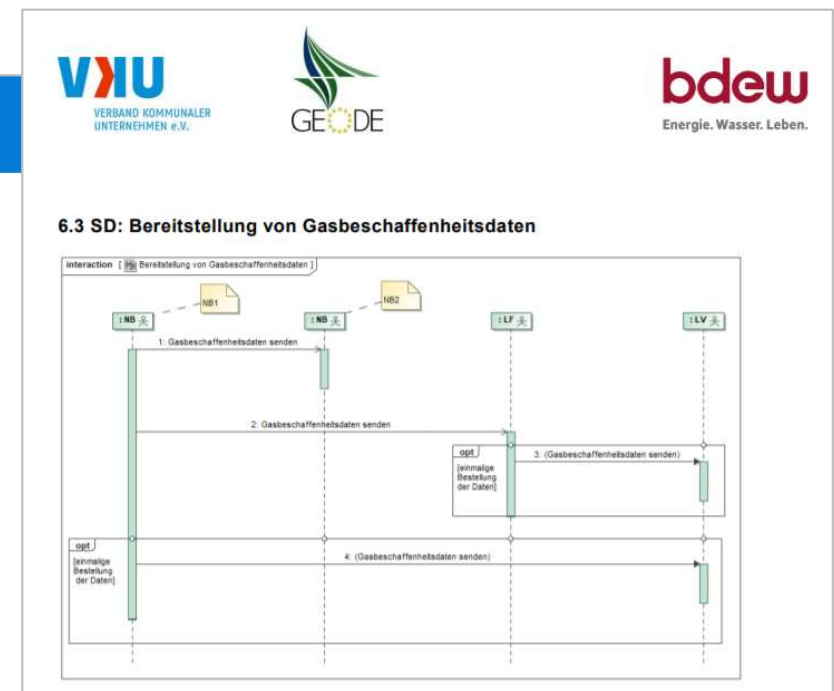 VKU
VERBAND KOMMUNALER
UNTERNEHMEN e.V.
GEODE
bdew
Energie. Wasser. Leben.
6.3 SD: Bereitstellung von Gasbeschaffenheitsdaten
interaction [ Bereitstellung von Gasbeschaffenheitsdaten ]
NB1
NB2
:NB
:NB
:LF
:LV
1: Gasbeschaffenheitsdaten senden
2: Gasbeschaffenheitsdaten senden
opt
3: (Gasbeschaffenheitsdaten senden)
[einmalige
Bestellung
der Daten]
opt
4: (Gasbeschaffenheitsdaten senden)
[einmalige
Bestellung
der Daten]